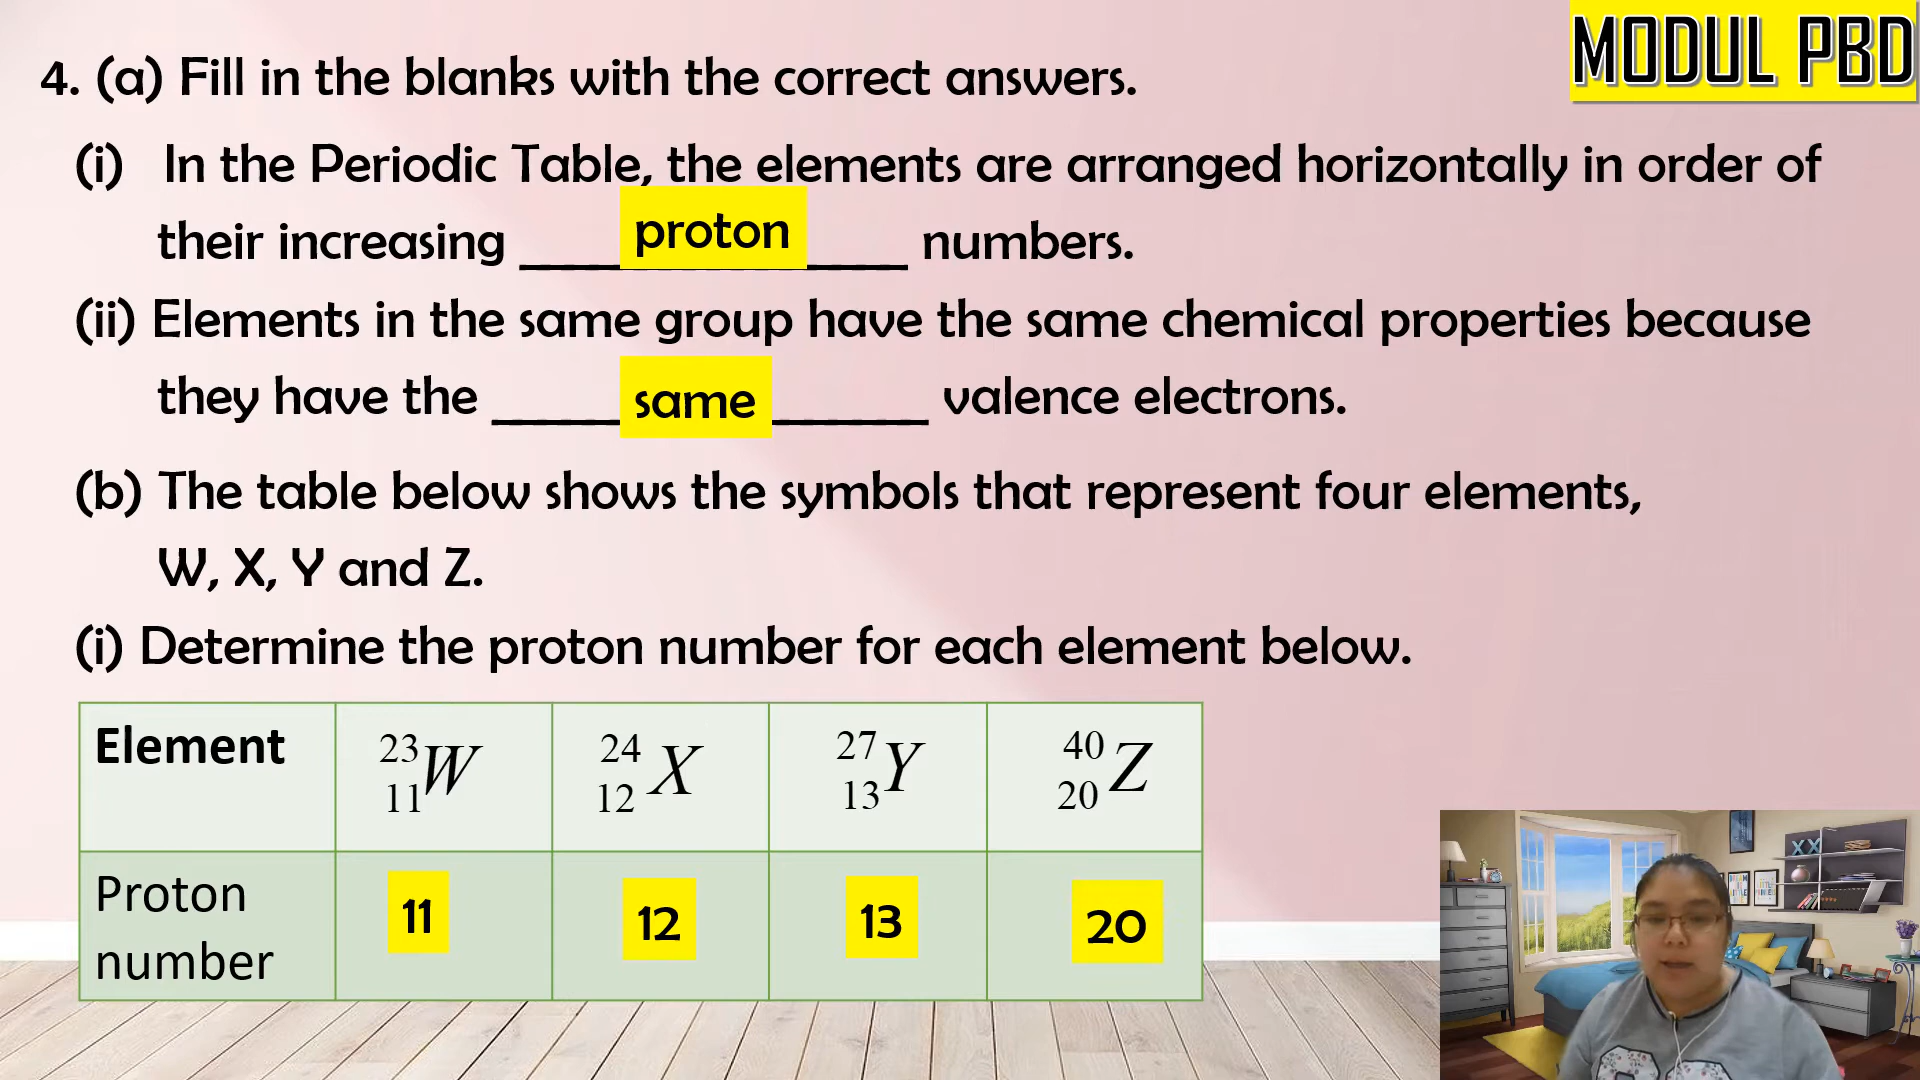 MODUL PBD
4. (a) Fill in the blanks with the correct answers.
(i) In the Periodic Table, the elements are arranged horizontally in order of
their increasing ____proton____ numbers.
(ii) Elements in the same group have the same chemical properties because
they have the ____same____ valence electrons.
(b) The table below shows the symbols that represent four elements,
W, X, Y and Z.
(i) Determine the proton number for each element below.
Element 23 11 W 24 12 X 27 13 Y 40 20 Z
Proton number 11 12 13 20